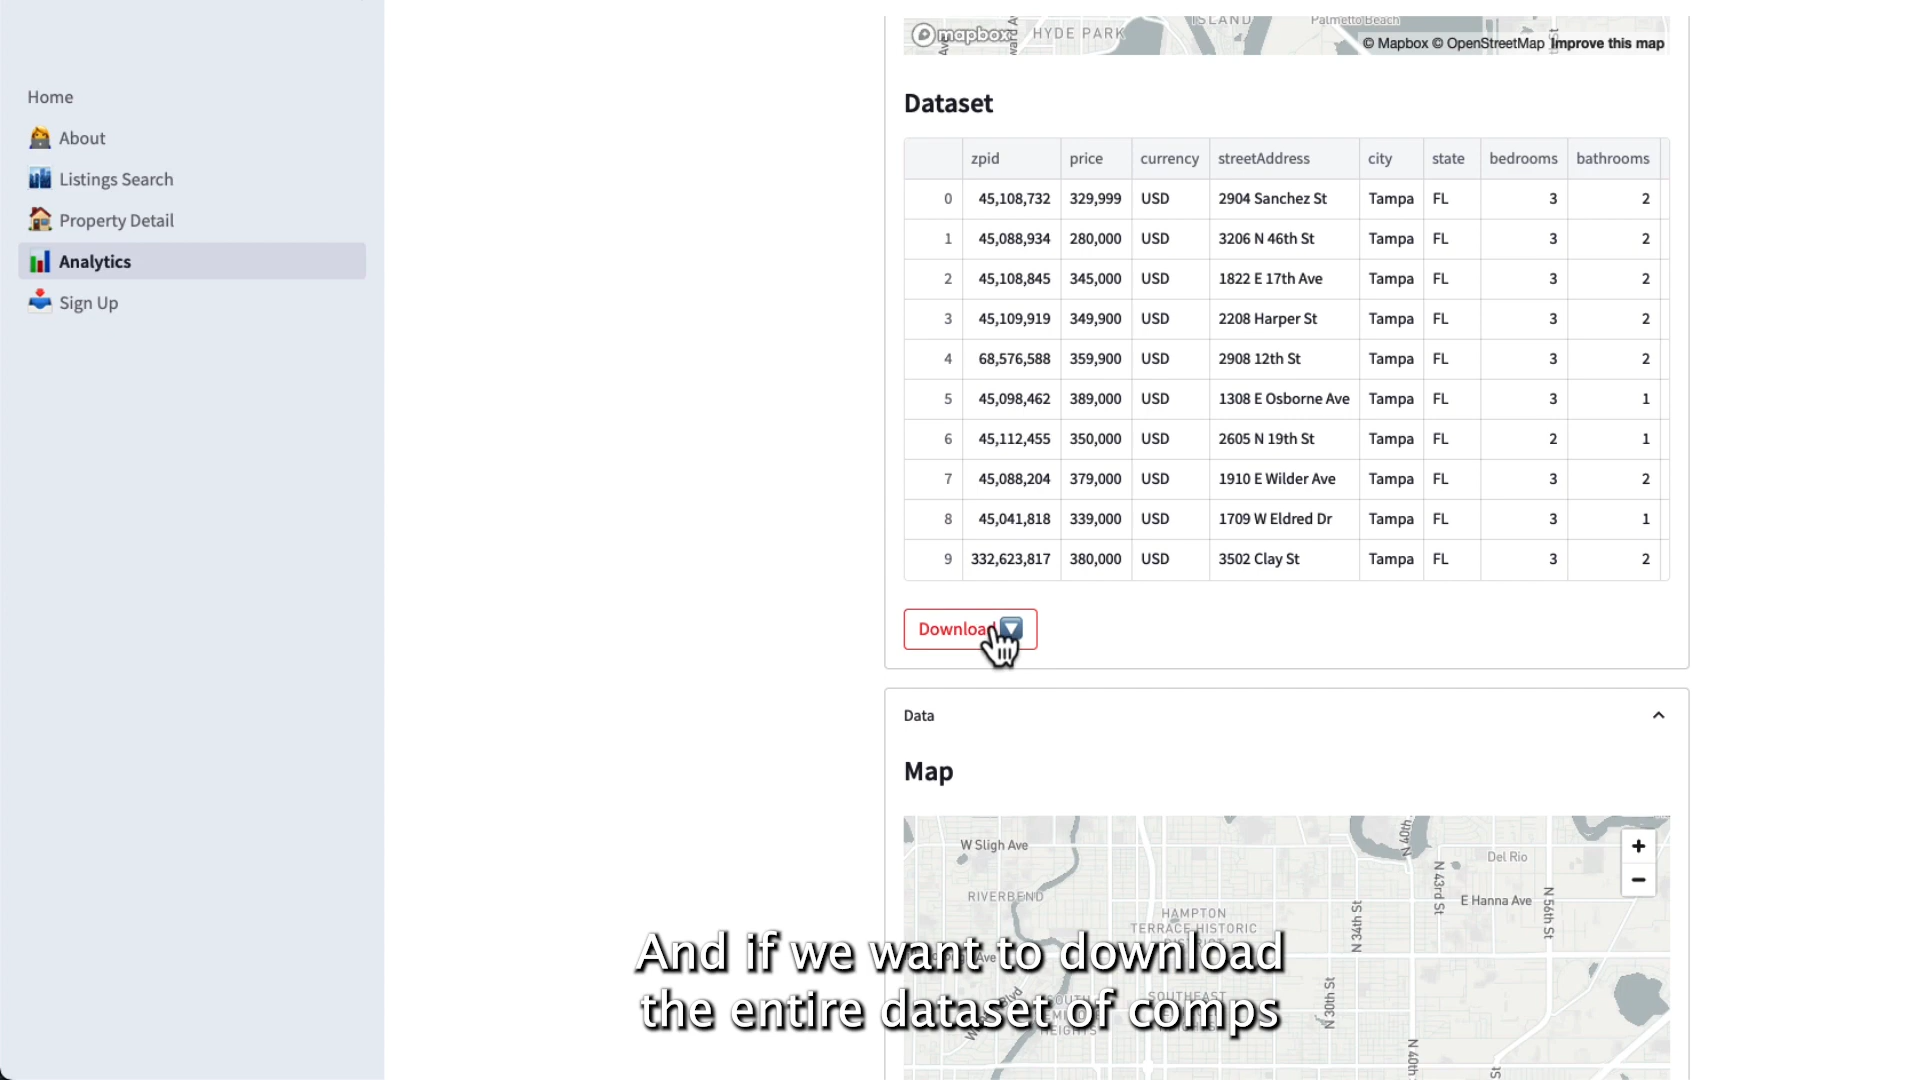 Home
About
Listings Search
Property Detail
Analytics
Sign Up
mapbox
HYDE PARK
ISLAND
Palmetto Beach
© Mapbox © OpenStreetMap Improve this map
Dataset
zpid price currency streetAddress city state bedrooms bathrooms
0 45,108,732 329,999 USD 2904 Sanchez St Tampa FL 3 2
1 45,088,934 280,000 USD 3206 N 46th St Tampa FL 3 2
2 45,108,845 345,000 USD 1822 E 17th Ave Tampa FL 3 2
3 45,109,919 349,900 USD 2208 Harper St Tampa FL 3 2
4 68,576,588 359,900 USD 2908 12th St Tampa FL 3 2
5 45,098,462 389,000 USD 1308 E Osborne Ave Tampa FL 3 1
6 45,112,455 350,000 USD 2605 N 19th St Tampa FL 2 1
7 45,088,204 379,000 USD 1910 E Wilder Ave Tampa FL 3 2
8 45,041,818 339,000 USD 1709 W Eldred Dr Tampa FL 3 1
9 332,623,817 380,000 USD 3502 Clay St Tampa FL 3 2
Download
Data
Map
W Sligh Ave
N 40th
Del Rio
N 43rd St
RIVERBEND
E Hanna Ave
N 56th St
HAMPTON
TERRACE HISTORIC
N 34th St
SOUTHEAST
HEIGHTS
N 30th St
N 40th
St
And if we want to download
the entire dataset of comps